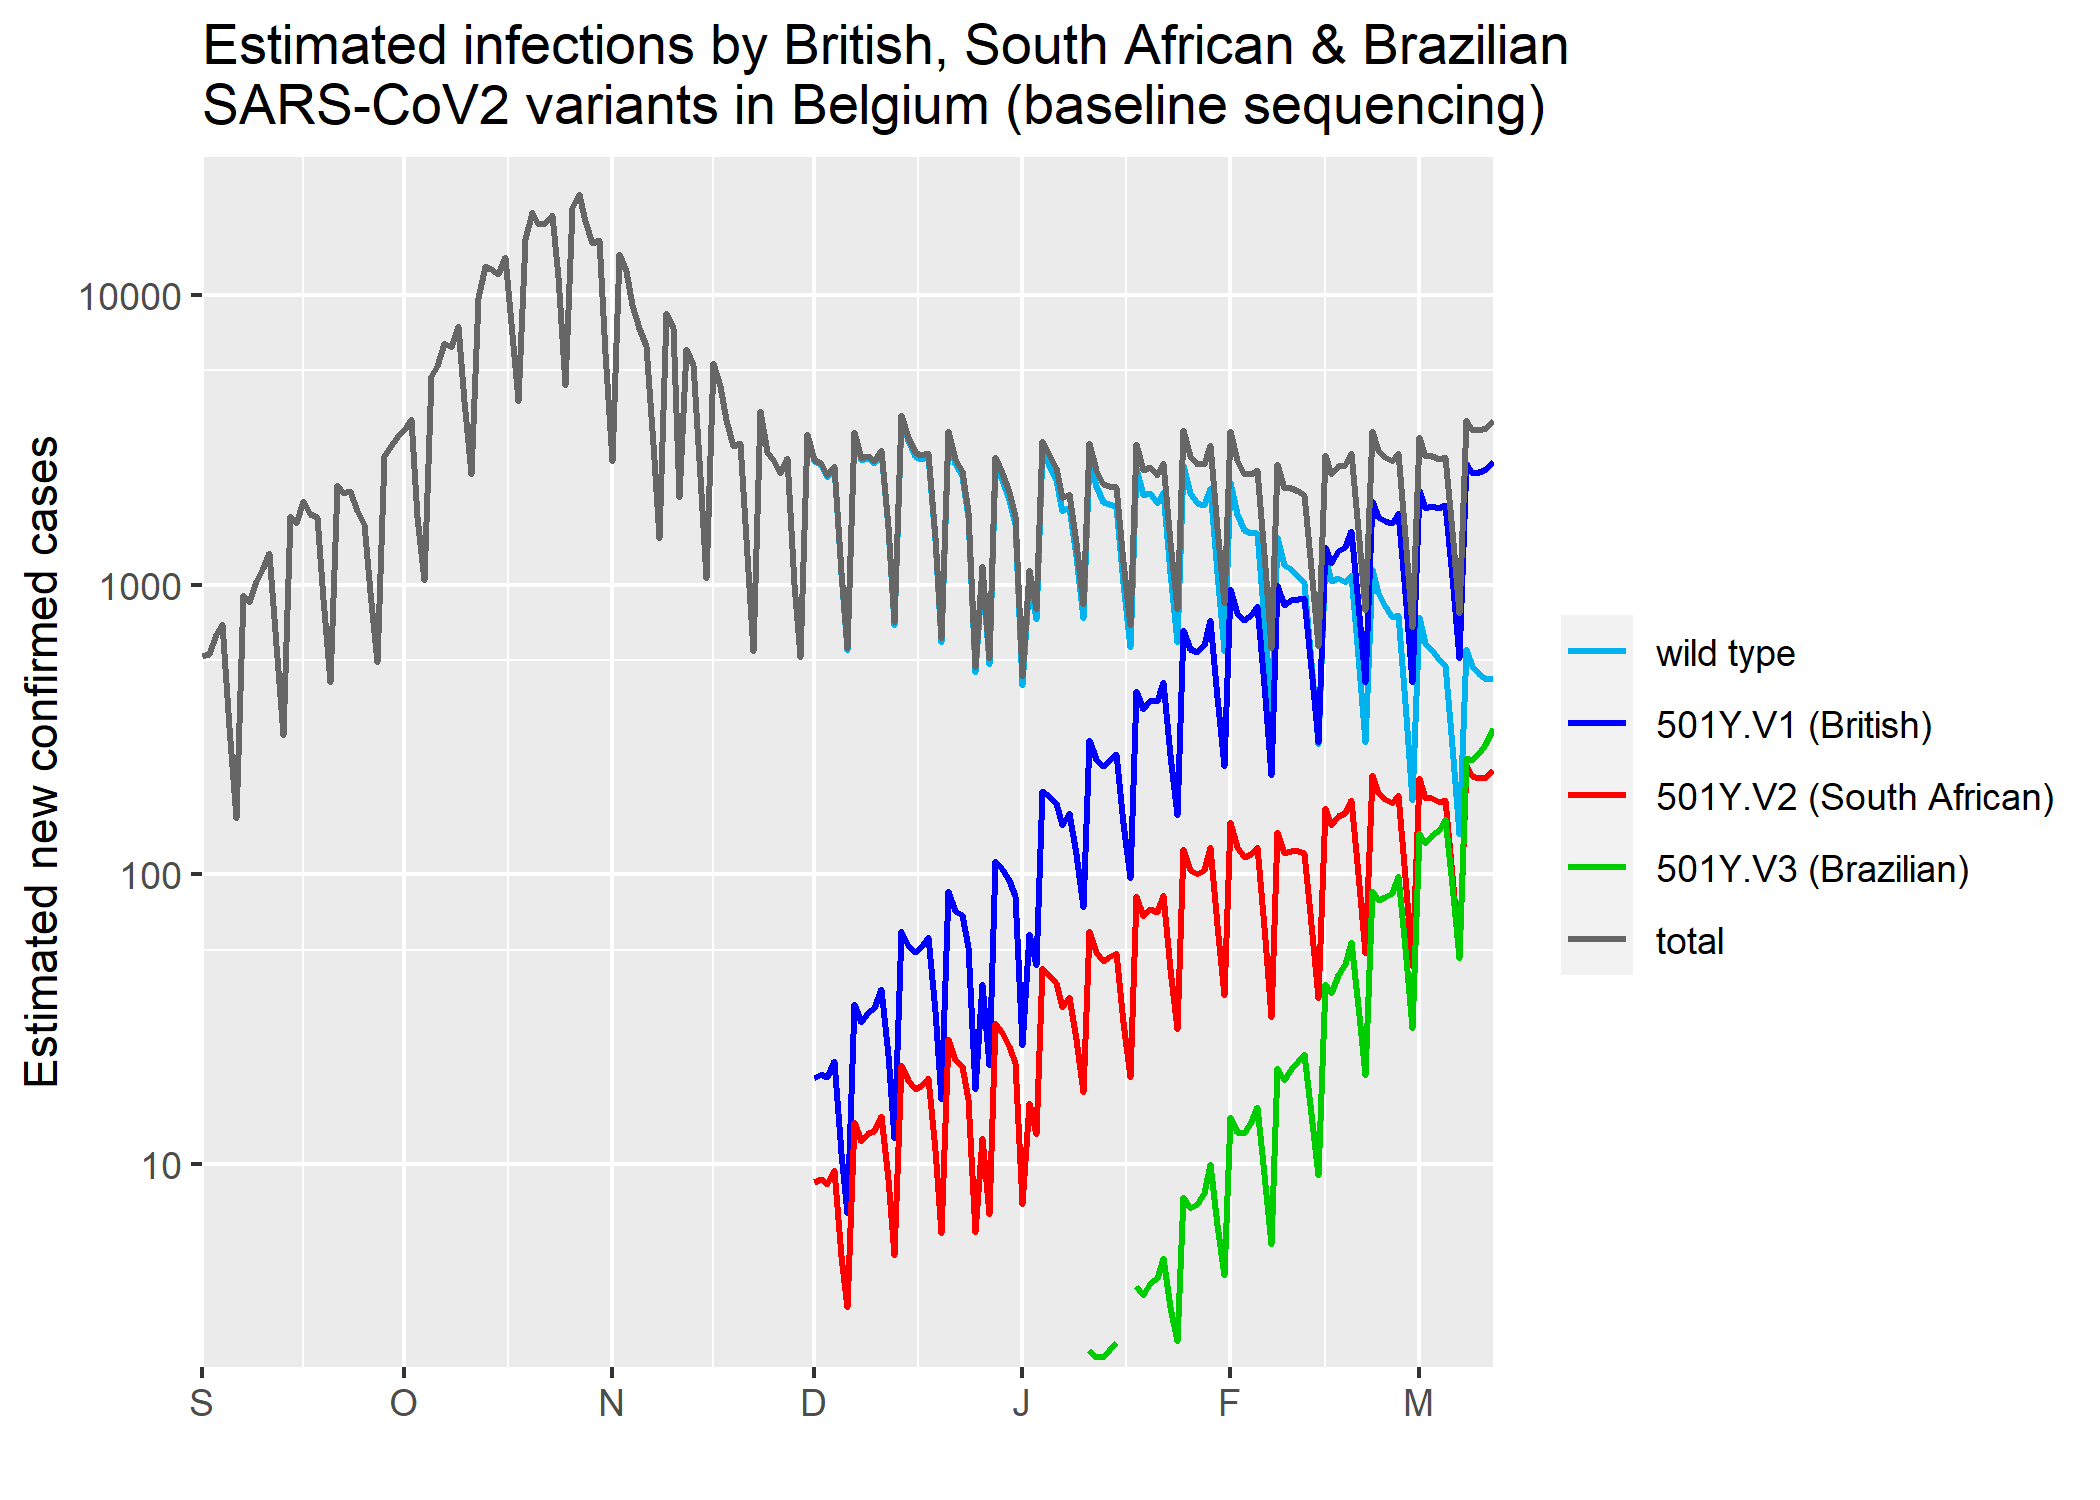 Estimated infections by British, South African & Brazilian
SARS-CoV2 variants in Belgium (baseline sequencing)
Estimated new confirmed cases
10000
1000
100
10
S
O
N
D
J
F
M
wild type
501Y.V1 (British)
501Y.V2 (South African)
501Y.V3 (Brazilian)
total